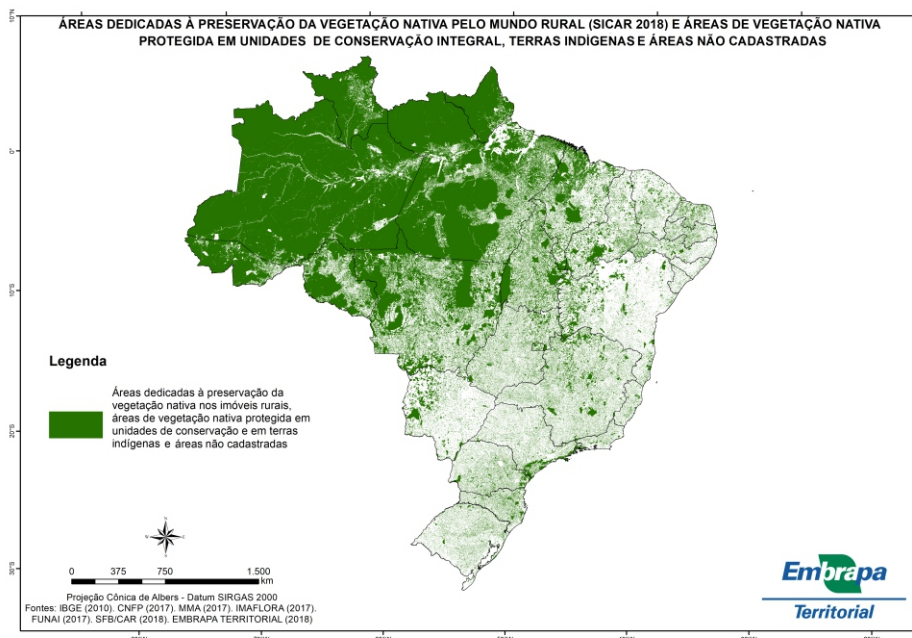 ÁREAS DEDICADAS À PRESERVAÇÃO DA VEGETAÇÃO NATIVA PELO MUNDO RURAL (SICAR 2018) E ÁREAS DE VEGETAÇÃO NATIVA
PROTEGIDA EM UNIDADES DE CONSERVAÇÃO INTEGRAL, TERRAS INDÍGENAS E ÁREAS NÃO CADASTRADAS
0°
10°S
Legenda
Áreas dedicadas à preservação da
vegetação nativa nos imóveis rurais,
áreas de vegetação nativa protegida em
unidades de conservação e em terras
indígenas e áreas não cadastradas
20°S
30°S
0 375 750 1.500
km
Projeção Cônica de Albers - Datum SIRGAS 2000
Fontes: IBGE (2010). CNFP (2017). MMA (2017). IMAFLORA (2017).
FUNAI (2017). SFB/CAR (2018). EMBRAPA TERRITORIAL (2018)
Embrapa
Territorial